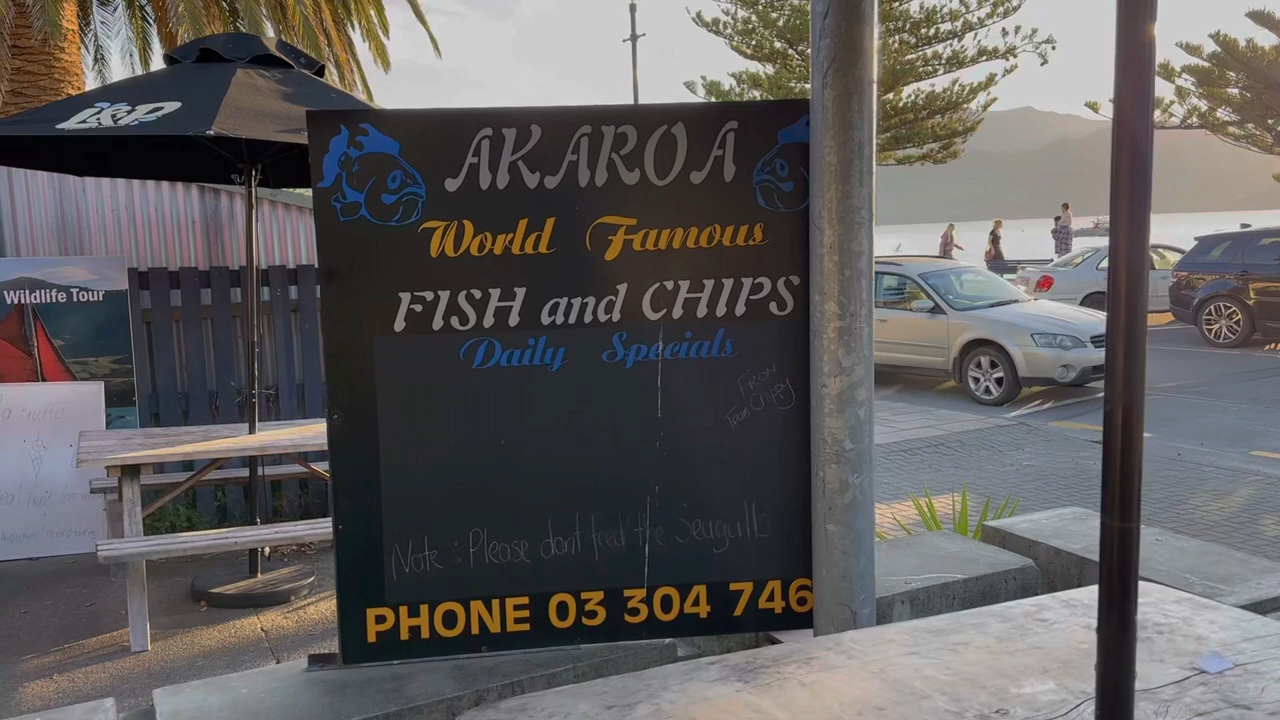 L&P
AKAROA
World Famous
FISH and CHIPS
Daily Specials
From
Note : Please dont feed the Seagulls
PHONE 03 304 746
Wildlife Tour